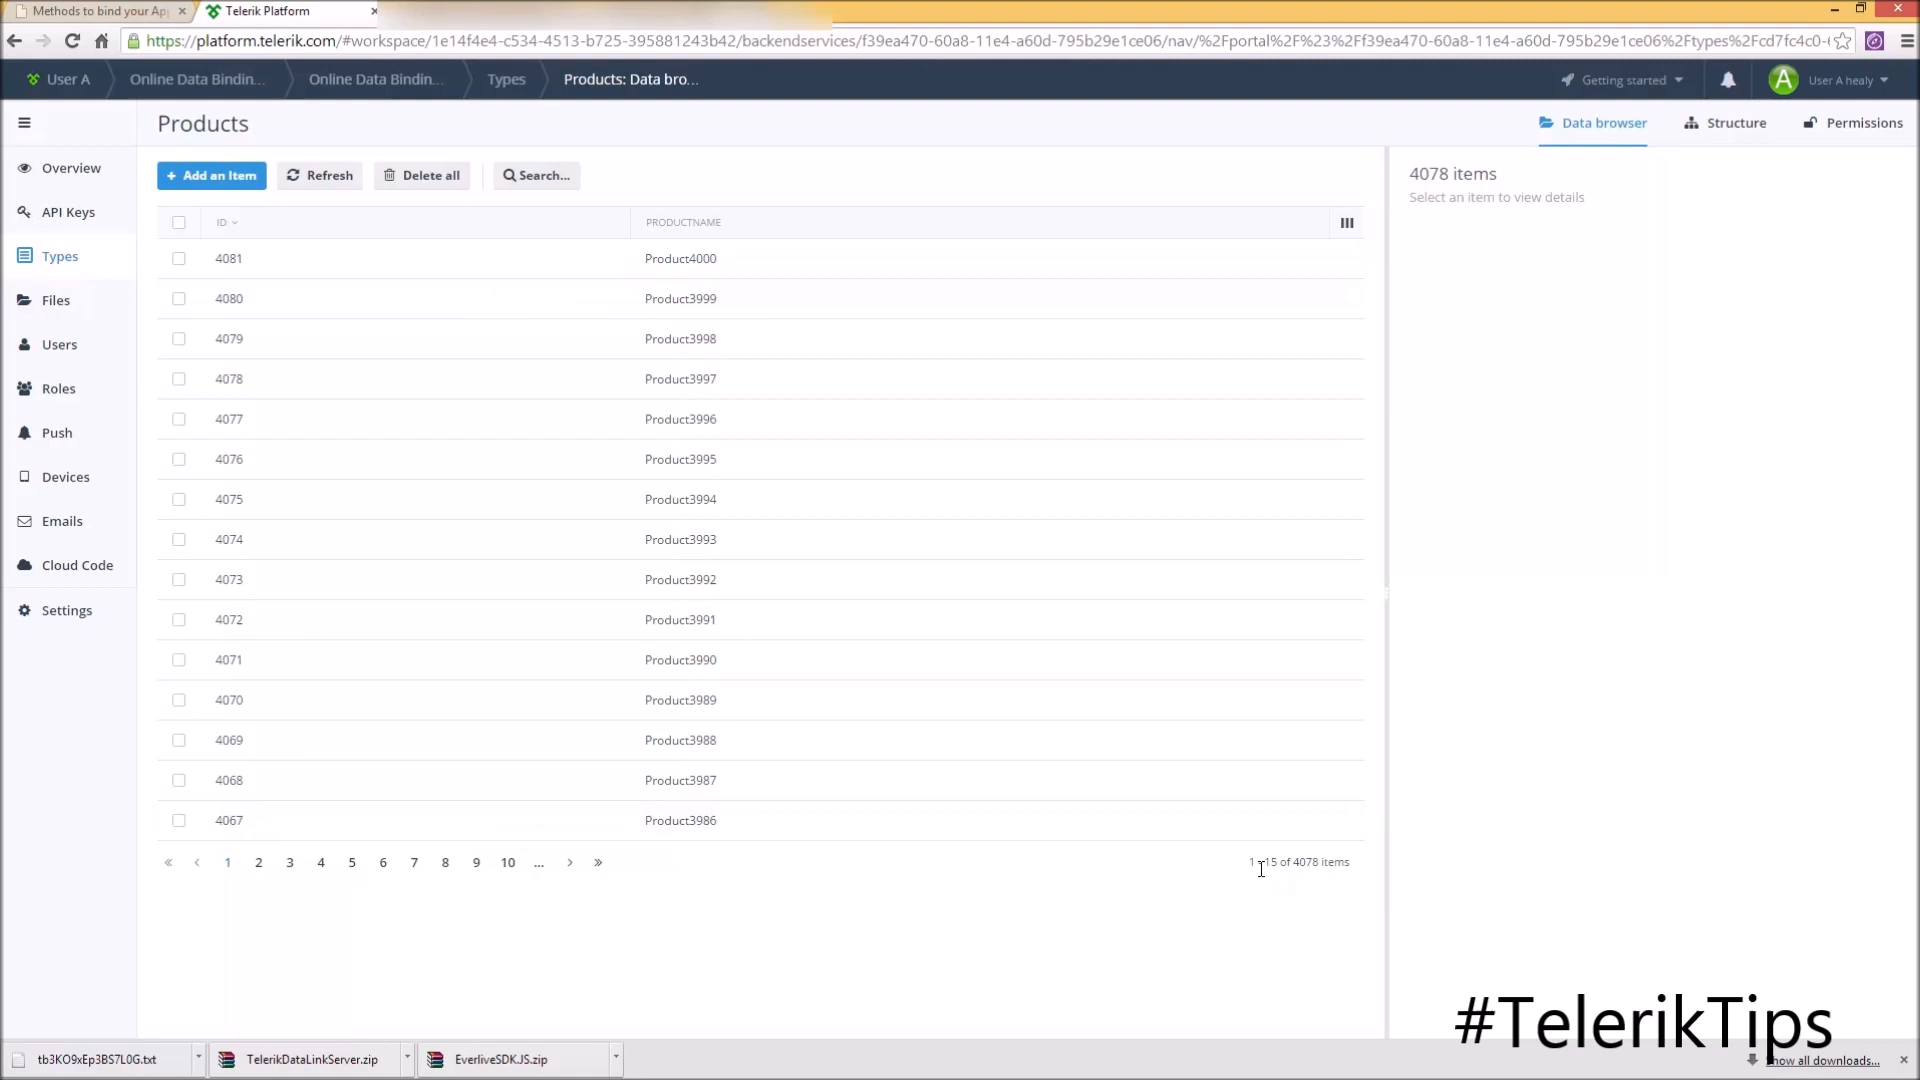 Methods to bind your Ap
Telerik Platform
https://platform.telerik.com/#workspace/1e14f4e4-c534-4513-b725-395881243b42/backendservices/f39ea470-60a8-11e4-a60d-795b29e1ce06/nav/%2Fportal%2F%23%2Ff39ea470-60a8-11e4-a60d-795b29e1ce06%2Ftypes%2Fcd7fc4c0-
User A
Online Data Bindin...
Online Data Bindin...
Types
Products: Data bro...
Getting started
A
User A healy
Products
Data browser
Structure
Permissions
Overview
API Keys
Types
Files
Users
Roles
Push
Devices
Emails
Cloud Code
Settings
+ Add an Item
Refresh
Delete all
Search...
4078 items
Select an item to view details
ID PRODUCTNAME
4081 Product4000
4080 Product3999
4079 Product3998
4078 Product3997
4077 Product3996
4076 Product3995
4075 Product3994
4074 Product3993
4073 Product3992
4072 Product3991
4071 Product3990
4070 Product3989
4069 Product3988
4068 Product3987
4067 Product3986
« ‹ 1 2 3 4 5 6 7 8 9 10 ... › »
1 - 15 of 4078 items
#TelerikTips
tb3KO9xEp3BS7L0G.txt
TelerikDataLinkServer.zip
EverliveSDK.JS.zip
Show all downloads...